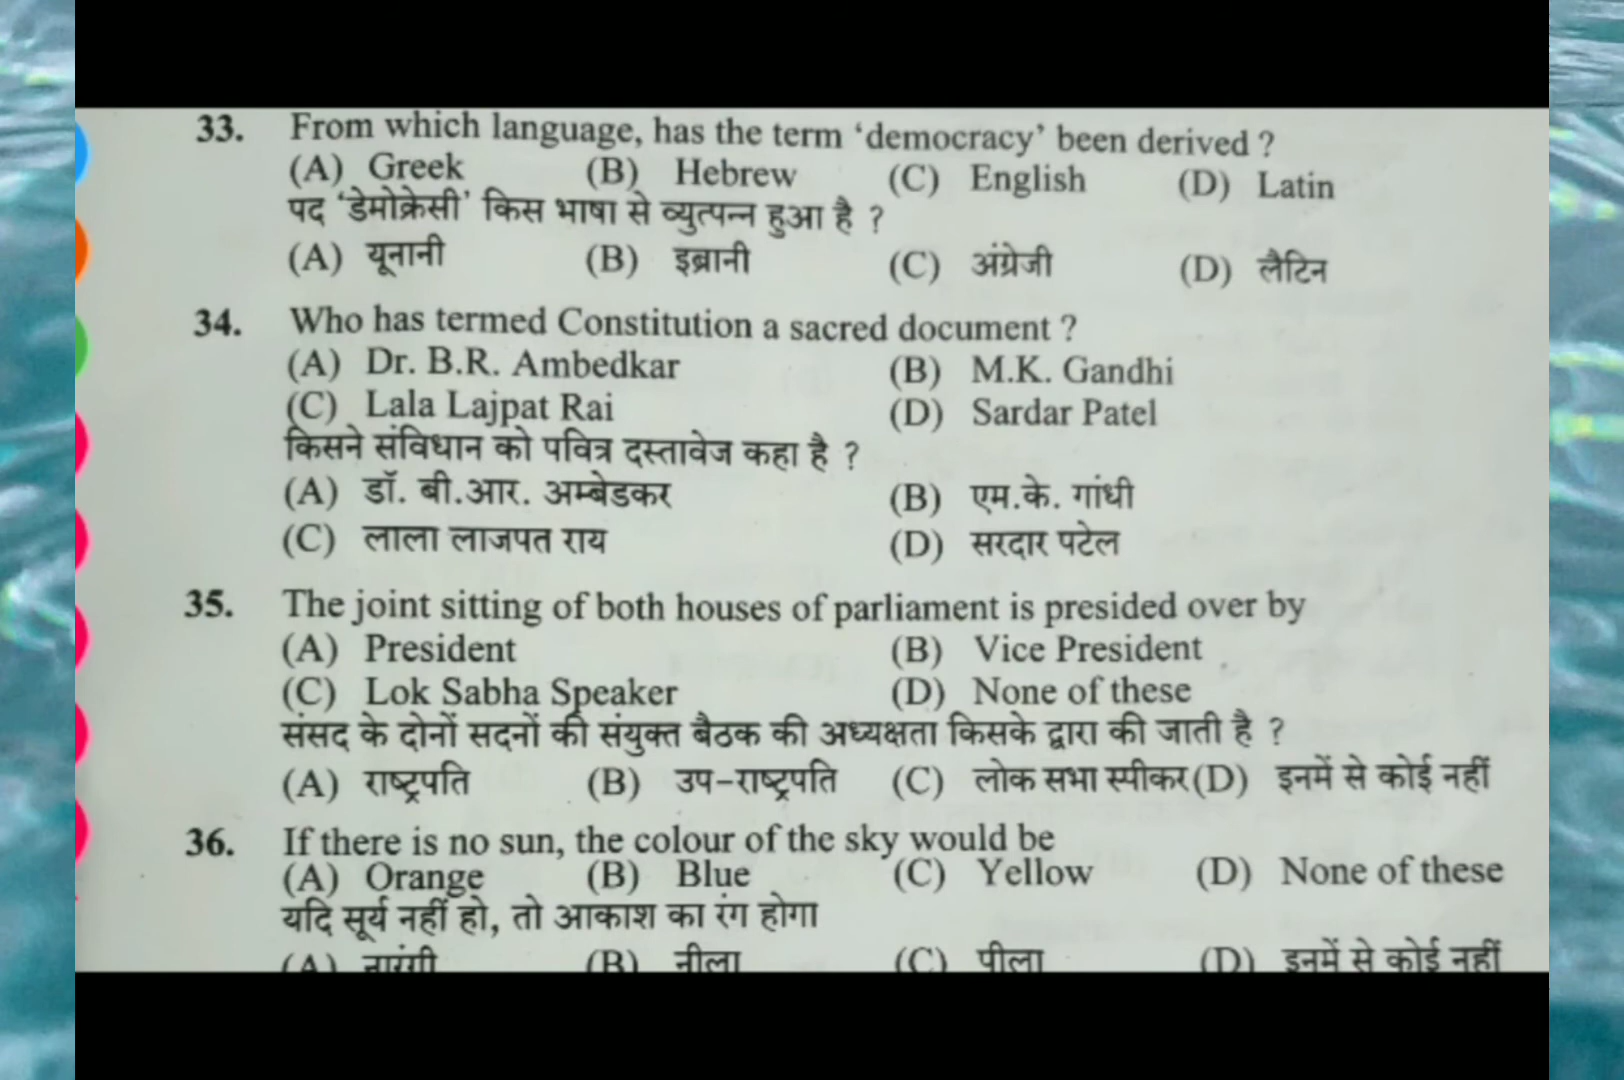 33. From which language, has the term ‘democracy’ been derived ?
(A) Greek (B) Hebrew (C) English (D) Latin
पद ‘डेमोक्रेसी’ किस भाषा से व्युत्पन्न हुआ है ?
(A) यूनानी (B) इब्रानी (C) अंग्रेजी (D) लैटिन
34. Who has termed Constitution a sacred document ?
(A) Dr. B.R. Ambedkar (B) M.K. Gandhi
(C) Lala Lajpat Rai (D) Sardar Patel
किसने संविधान को पवित्र दस्तावेज कहा है ?
(A) डॉ. बी.आर. अम्बेडकर (B) एम.के. गांधी
(C) लाला लाजपत राय (D) सरदार पटेल
35. The joint sitting of both houses of parliament is presided over by
(A) President (B) Vice President
(C) Lok Sabha Speaker (D) None of these
संसद के दोनों सदनों की संयुक्त बैठक की अध्यक्षता किसके द्वारा की जाती है ?
(A) राष्ट्रपति (B) उप-राष्ट्रपति (C) लोक सभा स्पीकर (D) इनमें से कोई नहीं
36. If there is no sun, the colour of the sky would be
(A) Orange (B) Blue (C) Yellow (D) None of these
यदि सूर्य नहीं हो, तो आकाश का रंग होगा
(A) नारंगी (B) नीला (C) पीला (D) इनमें से कोई नहीं